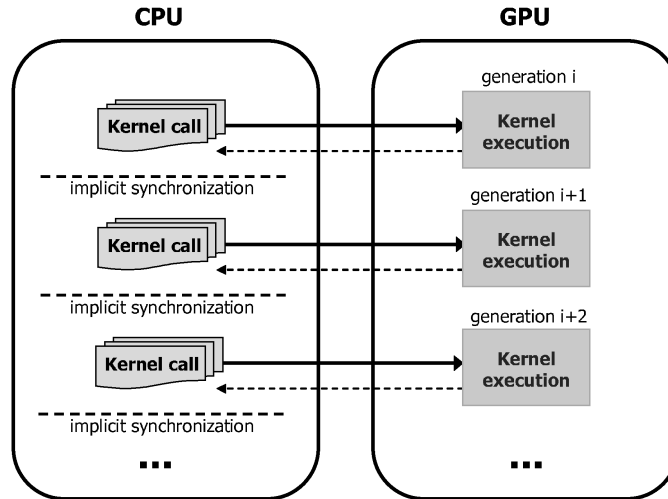 CPU
GPU
generation i
Kernel call
Kernel
execution
implicit synchronization
generation i+1
Kernel call
Kernel
execution
implicit synchronization
generation i+2
Kernel call
Kernel
execution
implicit synchronization
...
...